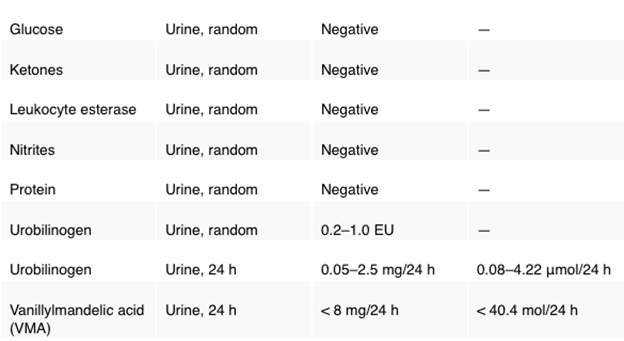 Glucose Urine, random Negative —
Ketones Urine, random Negative —
Leukocyte esterase Urine, random Negative —
Nitrites Urine, random Negative —
Protein Urine, random Negative —
Urobilinogen Urine, random 0.2–1.0 EU —
Urobilinogen Urine, 24 h 0.05–2.5 mg/24 h 0.08–4.22 μmol/24 h
Vanillylmandelic acid Urine, 24 h < 8 mg/24 h < 40.4 mol/24 h
(VMA)